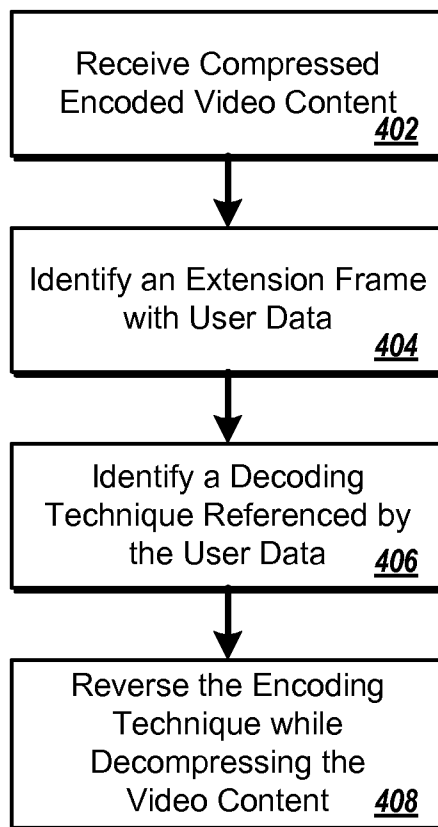 Receive Compressed
Encoded Video Content
402
Identify an Extension Frame
with User Data
404
Identify a Decoding
Technique Referenced by
the User Data 406
Reverse the Encoding
Technique while
Decompressing the
Video Content 408